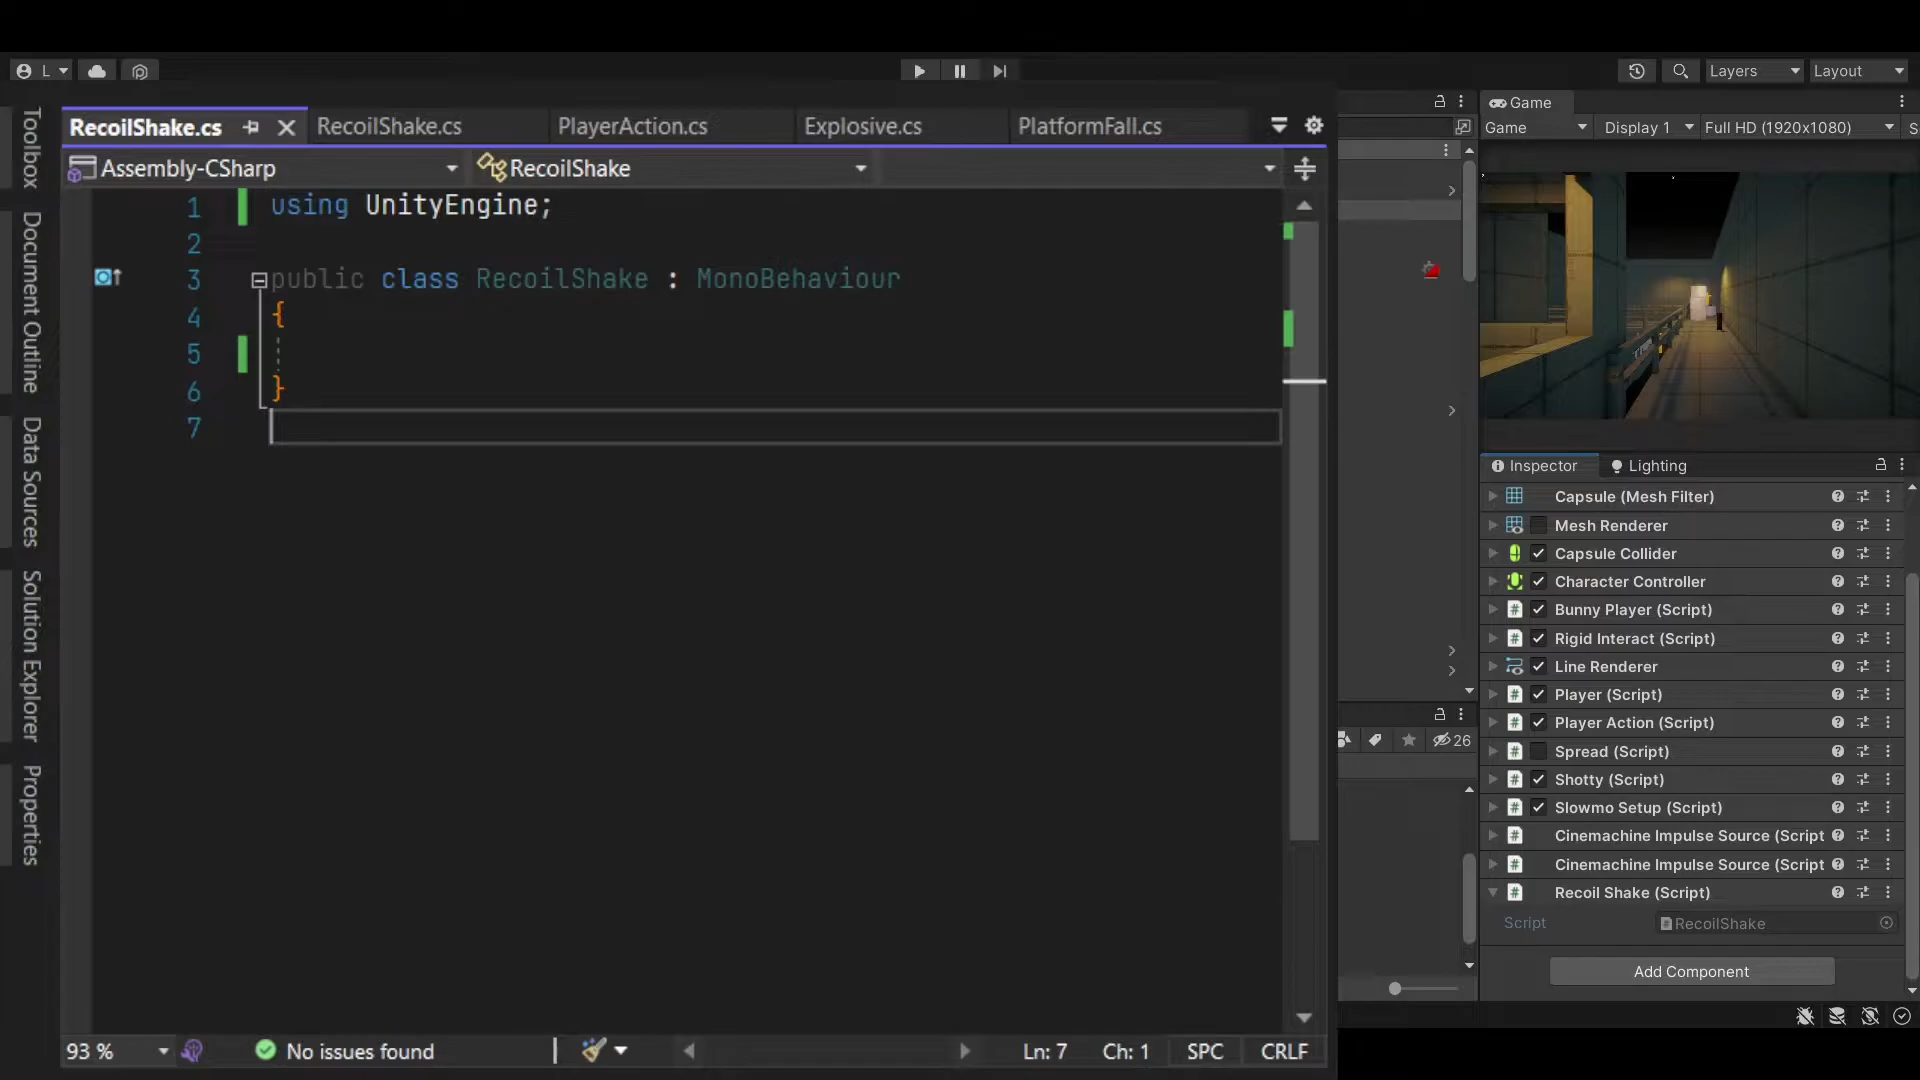 L
Layers
Layout
Toolbox
Document Outline
Data Sources
Solution Explorer
Properties
RecoilShake.cs
RecoilShake.cs
PlayerAction.cs
Explosive.cs
PlatformFall.cs
Assembly-CSharp
RecoilShake
1 using UnityEngine;
2
3 public class RecoilShake : MonoBehaviour
4 {
5
6 }
7
93 %
No issues found
Ln: 7
Ch: 1
SPC
CRLF
26
Game
Game
Display 1
Full HD (1920x1080)
S
Inspector
Lighting
Capsule (Mesh Filter)
Mesh Renderer
Capsule Collider
Character Controller
Bunny Player (Script)
Rigid Interact (Script)
Line Renderer
Player (Script)
Player Action (Script)
Spread (Script)
Shotty (Script)
Slowmo Setup (Script)
Cinemachine Impulse Source (Script
Cinemachine Impulse Source (Script
Recoil Shake (Script)
Script
RecoilShake
Add Component